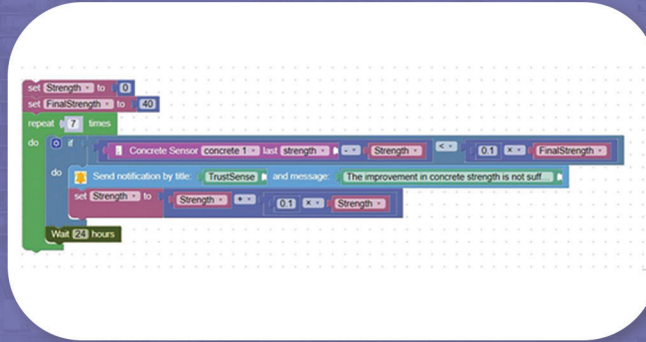 set Strength to 0
set FinalStrength to 40
repeat 7 times
do if Concrete Sensor concrete 1 last strength - Strength < 0.1 × FinalStrength
do Send notification by title: TrustSense and message: The improvement in concrete strength is not suff...
set Strength to Strength + 0.1 × Strength
Wait 24 hours